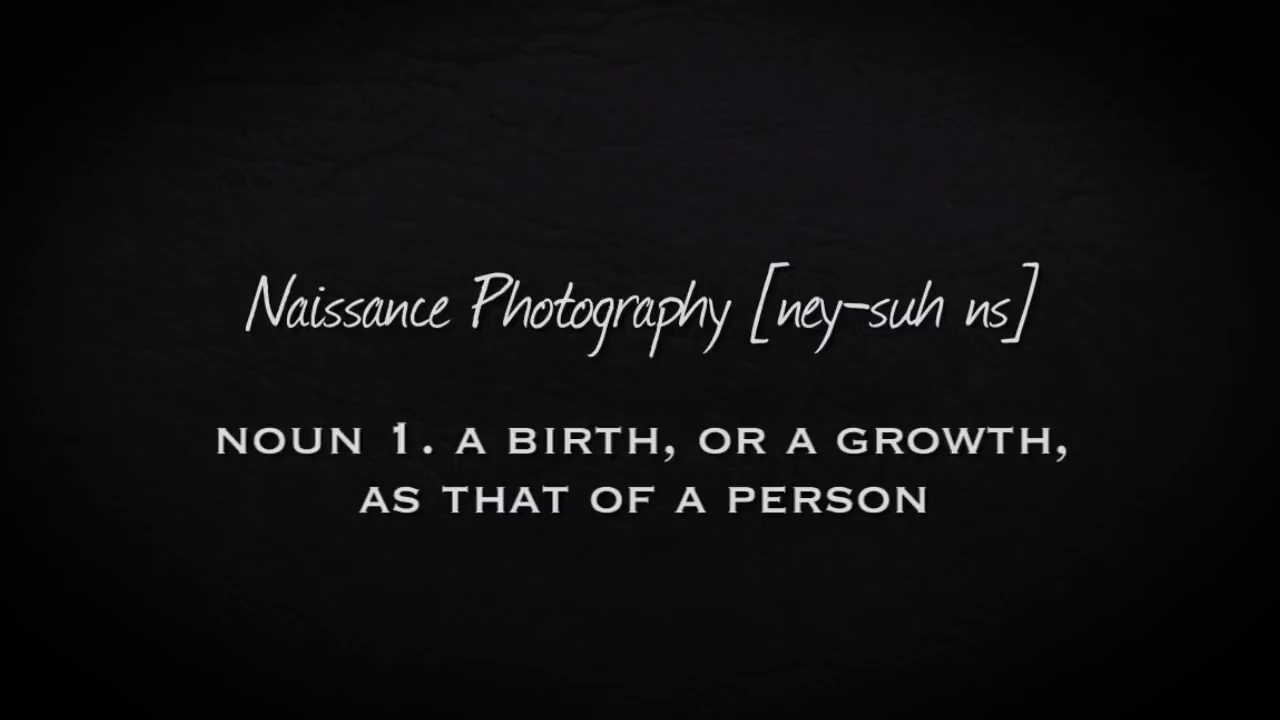 Naissance Photography [ney-suh ns]
NOUN 1. A BIRTH, OR A GROWTH,
AS THAT OF A PERSON